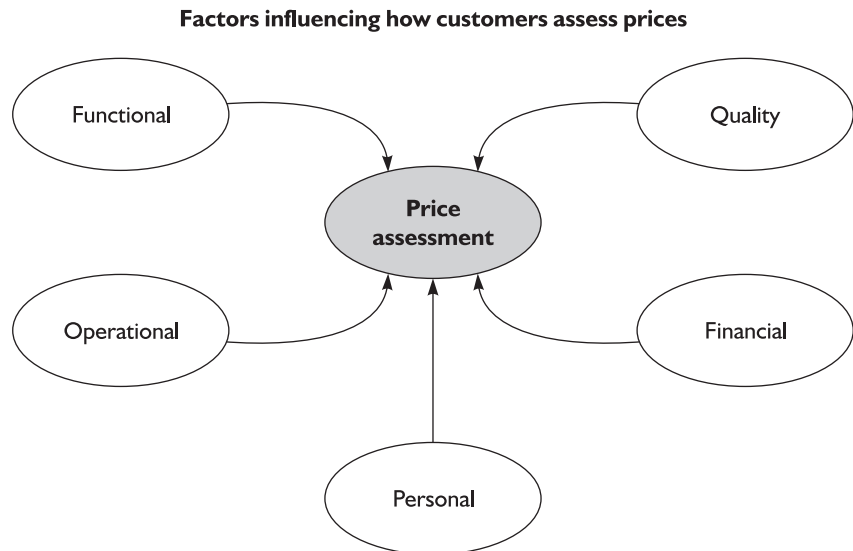 Factors influencing how customers assess prices
Functional
Quality
Price
assessment
Operational
Financial
Personal